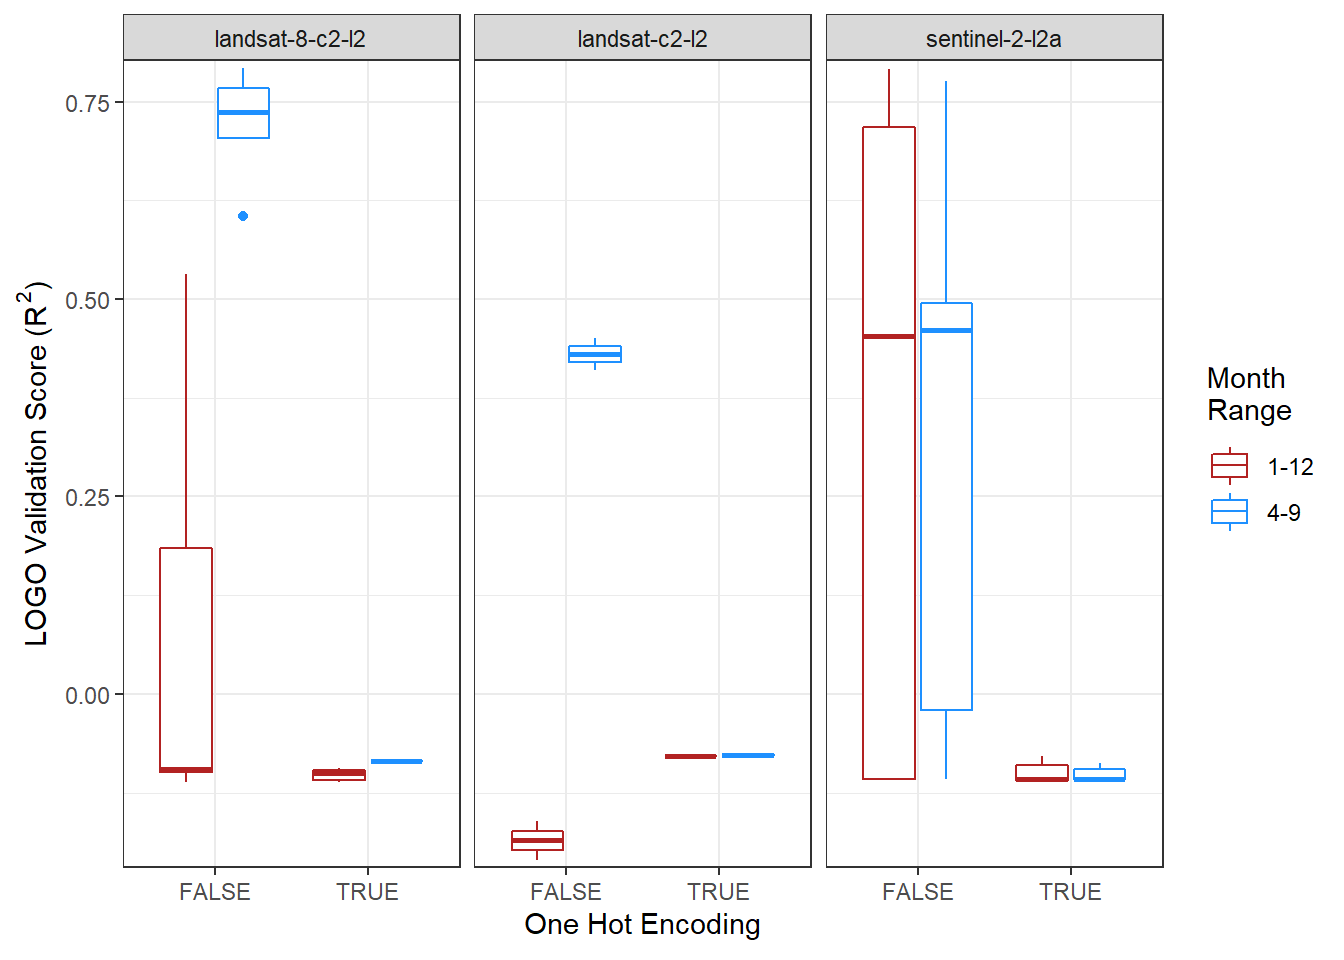 landsat-8-c2-l2
landsat-c2-l2
sentinel-2-l2a
LOGO Validation Score (R²)
0.75
0.50
0.25
0.00
FALSE
TRUE
FALSE
TRUE
FALSE
TRUE
One Hot Encoding
Month
Range
1-12
4-9